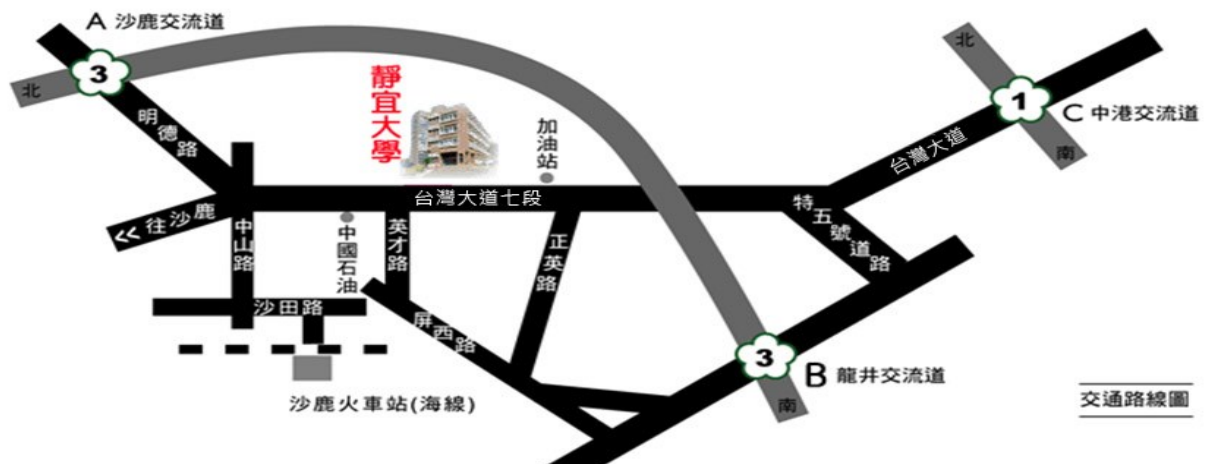 A 沙鹿交流道
3
北
明德路
靜宜大學
加油站
北
1
C 中港交流道
南
台灣大道
台灣大道七段
特五號道路
<<往沙鹿
中山路
中國石油
英才路
正英路
沙田路
屏西路
3
B 龍井交流道
南
沙鹿火車站(海線)
交通路線圖